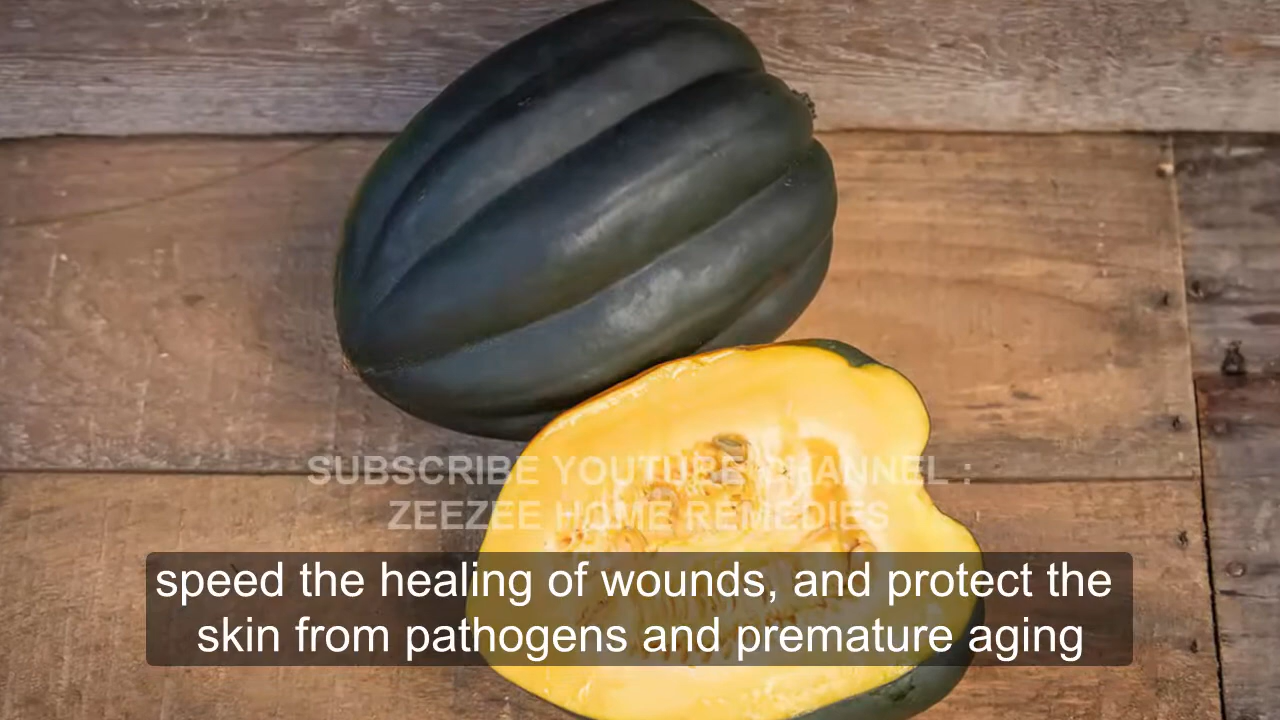 SUBSCRIBE YOUTUBE CHANNEL :
ZEEZEE HOME REMEDIES
speed the healing of wounds, and protect the
skin from pathogens and premature aging